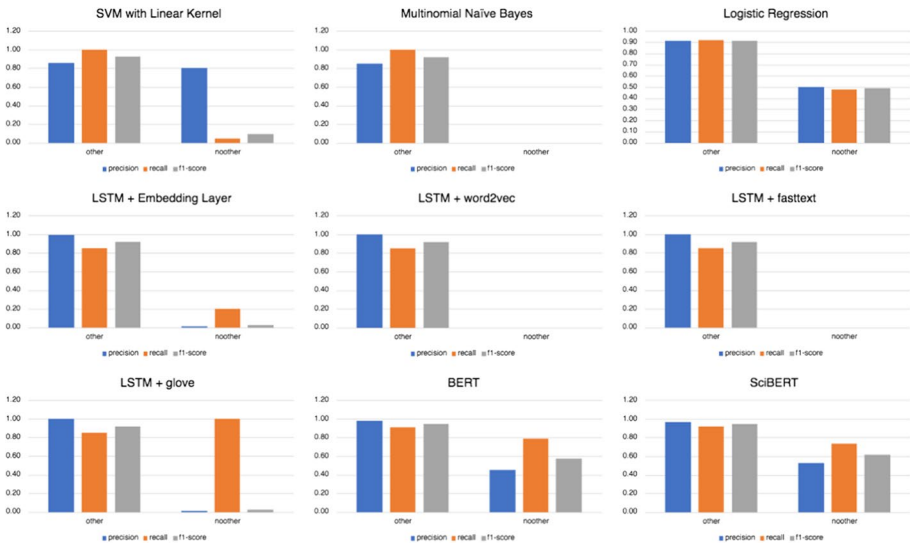 SVM with Linear Kernel
1.20
1.00
0.80
0.60
0.40
0.20
0.00
other noother
precision recall f1-score
Multinomial Naïve Bayes
1.20
1.00
0.80
0.60
0.40
0.20
0.00
other noother
precision recall f1-score
Logistic Regression
1.00
0.90
0.80
0.70
0.60
0.50
0.40
0.30
0.20
0.10
0.00
other noother
precision recall f1-score
LSTM + Embedding Layer
1.20
1.00
0.80
0.60
0.40
0.20
0.00
other noother
precision recall f1-score
LSTM + word2vec
1.20
1.00
0.80
0.60
0.40
0.20
0.00
other noother
precision recall f1-score
LSTM + fasttext
1.20
1.00
0.80
0.60
0.40
0.20
0.00
other noother
precision recall f1-score
LSTM + glove
1.20
1.00
0.80
0.60
0.40
0.20
0.00
other noother
precision recall f1-score
BERT
1.20
1.00
0.80
0.60
0.40
0.20
0.00
other noother
precision recall f1-score
SciBERT
1.20
1.00
0.80
0.60
0.40
0.20
0.00
other noother
precision recall f1-score